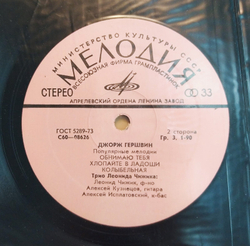 МИНИСТЕРСТВО КУЛЬТУРЫ СССР
МЕЛОДИЯ
ВСЕСОЮЗНАЯ ФИРМА ГРАМПЛАСТИНОК
СТЕРЕО 33
АПРЕЛЕВСКИЙ ОРДЕНА ЛЕНИНА ЗАВОД
ГОСТ 5289-73 2 сторона
С60—08626 Гр. 3. 1-90
ДЖОРЖ ГЕРШВИН
Популярные мелодии
ОБНИМАЮ ТЕБЯ
ХЛОПАЙТЕ В ЛАДОШИ
КОЛЫБЕЛЬНАЯ
Трио Леонида Чижика:
Леонид Чижик, ф-но
Алексей Кузнецов, гитара
Алексей Исплатовский, к-бас